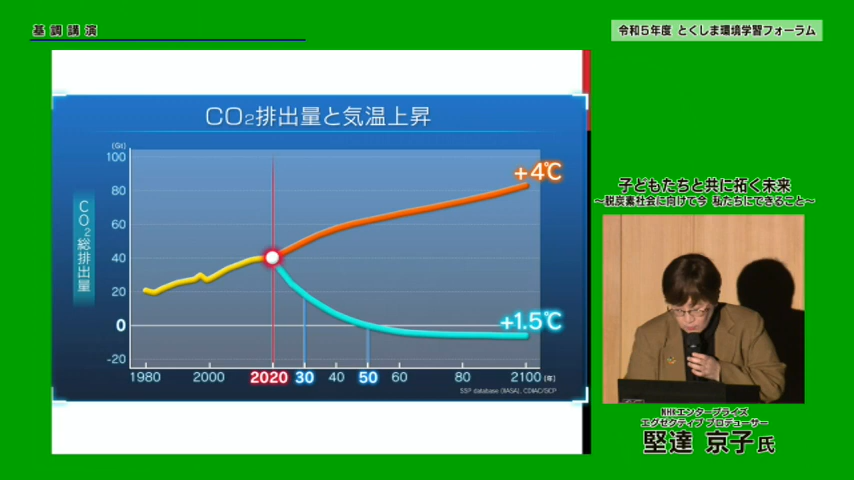 基調講演
令和5年度 とくしま環境学習フォーラム
CO₂排出量と気温上昇
(Gt)
100
80
60
40
20
0
-20
CO₂総排出量
+4℃
+1.5℃
1980 2000 2020 30 40 50 60 80 2100 (年)
SSP database (IIASA), CDIAC/GCP
子どもたちと共に拓く未来
～脱炭素社会に向けて今 私たちにできること～
NHKエンタープライズ
エグゼクティブ プロデューサー
堅達 京子 氏